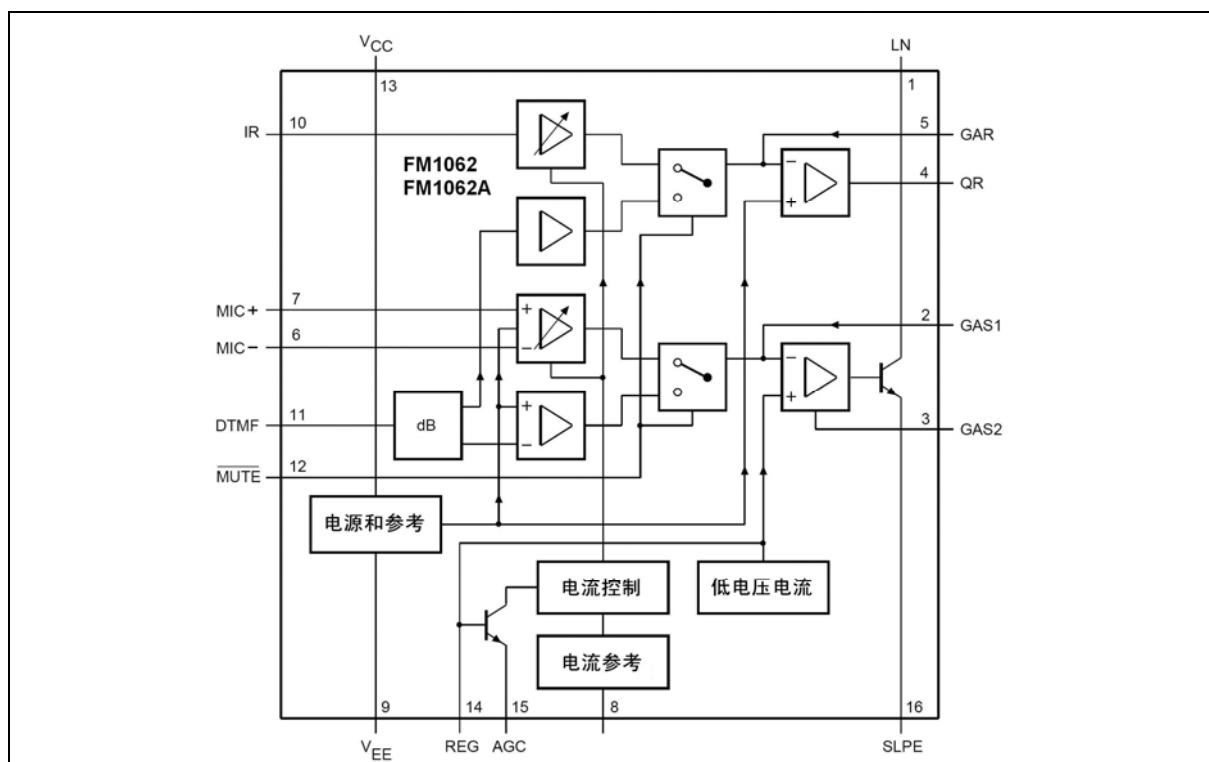 VCC
LN
13
1
IR
10
5
GAR
FM1062
FM1062A
4
QR
MIC+
7
2
GAS1
MIC−
6
DTMF
11
dB
3
GAS2
MUTE
12
电源和参考
电流控制
低电压电流
电流参考
9
14
15
8
16
VEE
REG
AGC
SLPE
+
−
+
−
−
+
−
+